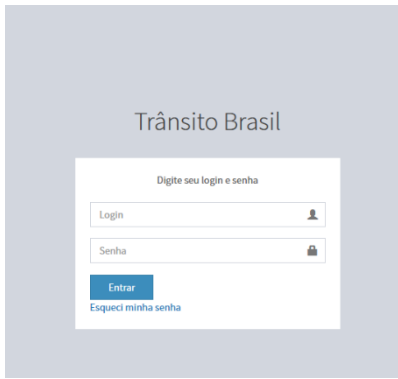 Trânsito Brasil
Digite seu login e senha
Login
Senha
Entrar
Esqueci minha senha